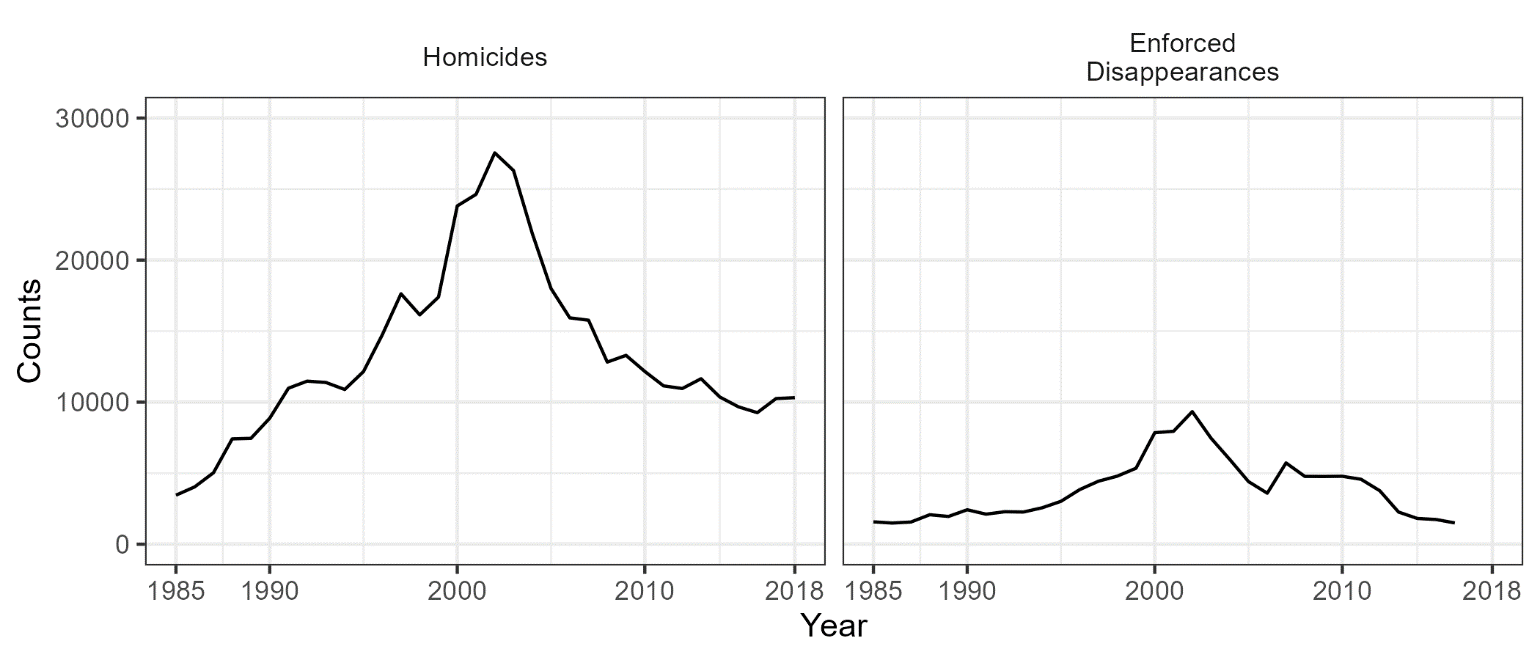 Homicides
Enforced
Disappearances
30000
20000
10000
0
Counts
1985 1990 2000 2010 2018 1985 1990 2000 2010 2018
Year